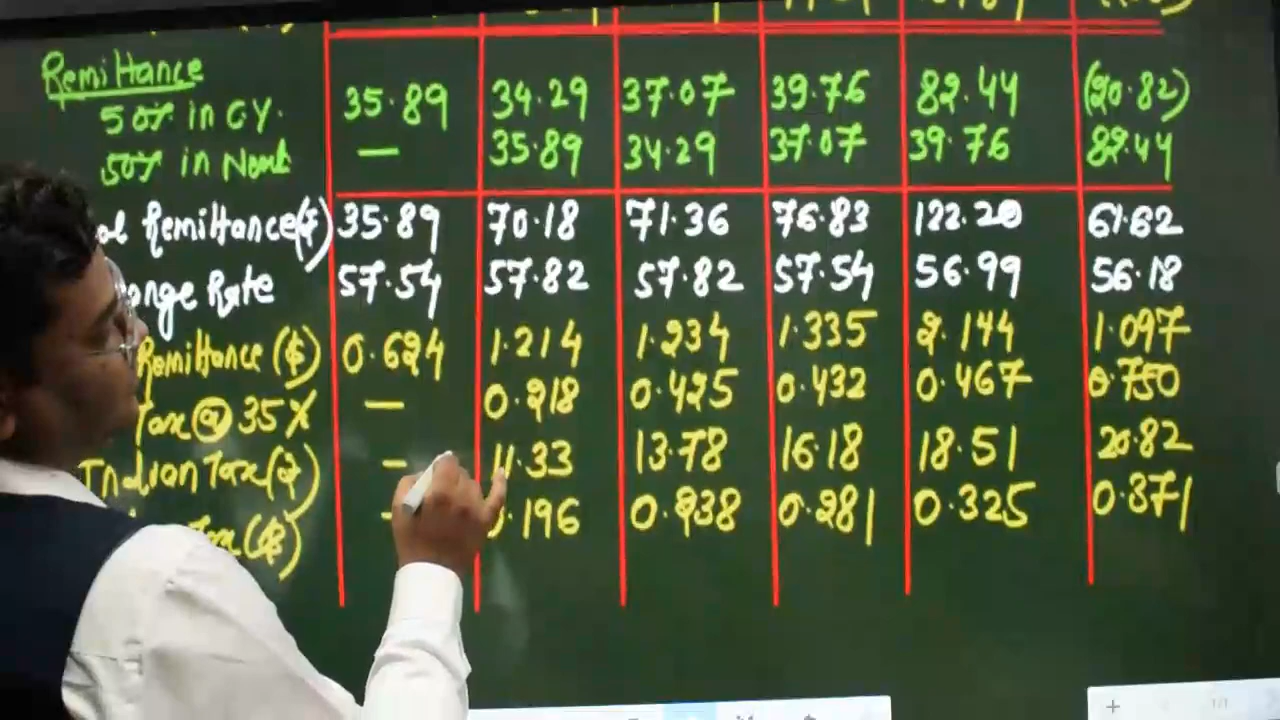 Remittance
50% in CY. 35.89 34.29 37.07 39.76 82.44 (20.82)
50% in Next — 35.89 34.29 37.07 39.76 82.44
Remittance(₹) 35.89 70.18 71.36 76.83 122.20 61.62
Rate 57.54 57.82 57.82 57.54 56.99 56.18
Remittance ($) 0.624 1.214 1.234 1.335 2.144 1.097
Tax @ 35% — 0.218 0.425 0.432 0.467 0.750
Indian Tax (₹) — 11.33 13.78 16.18 18.51 20.82
($) 0.196 0.238 0.281 0.325 0.371